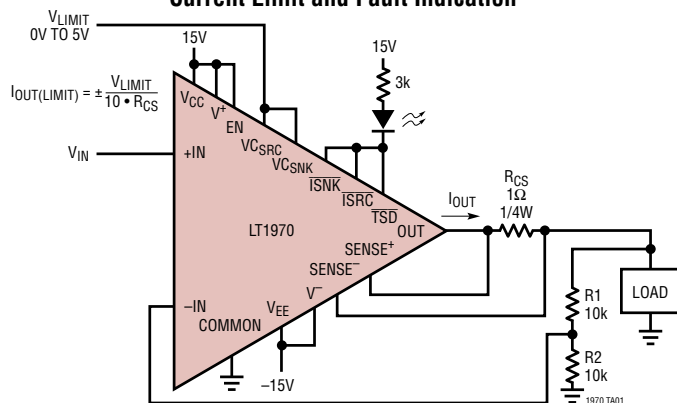 Current Limit and Fault Indication
VLIMIT
0V TO 5V
15V
IOUT(LIMIT) = ± VLIMIT
10 • RCS
15V
3k
VCC
V+
EN
VCSRC
VCSNK
ISNK
ISRC
TSD
VIN
+IN
LT1970
OUT
IOUT
RCS
1Ω
1/4W
SENSE+
SENSE−
V−
VEE
−IN
COMMON
−15V
R1
10k
LOAD
R2
10k
1970 TA01